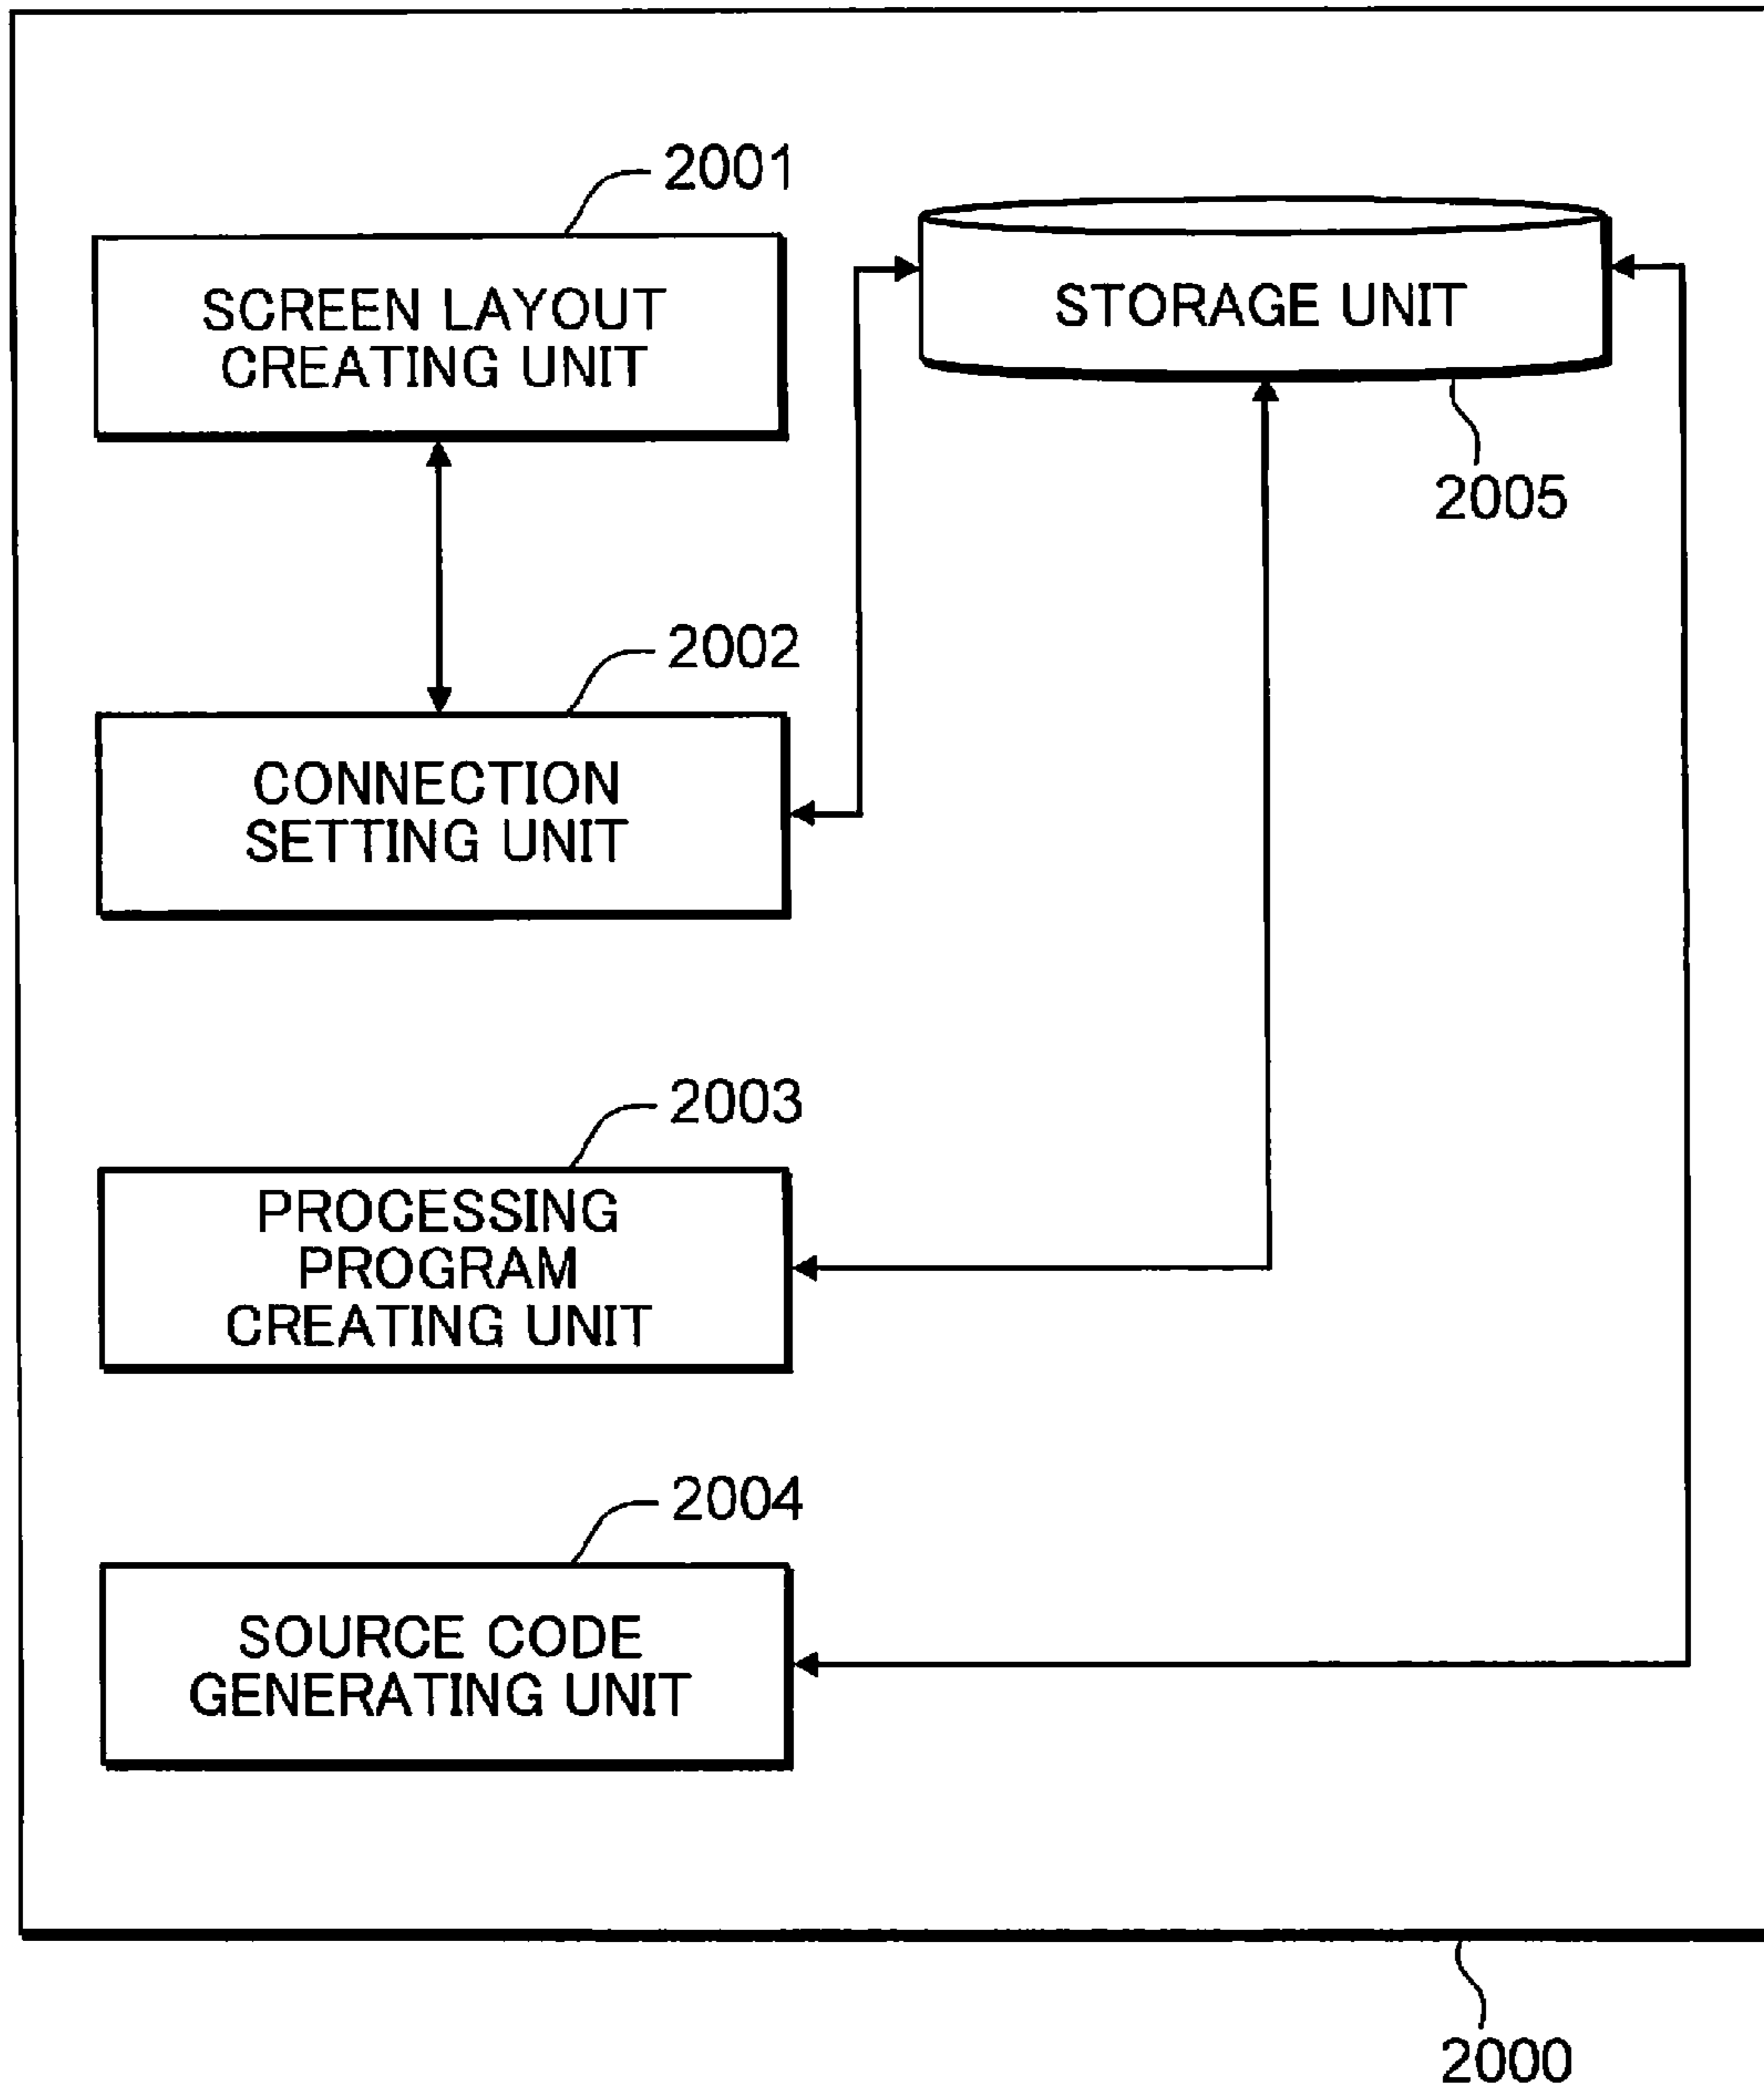 2001
SCREEN LAYOUT
CREATING UNIT
STORAGE UNIT
2005
2002
CONNECTION
SETTING UNIT
2003
PROCESSING
PROGRAM
CREATING UNIT
2004
SOURCE CODE
GENERATING UNIT
2000